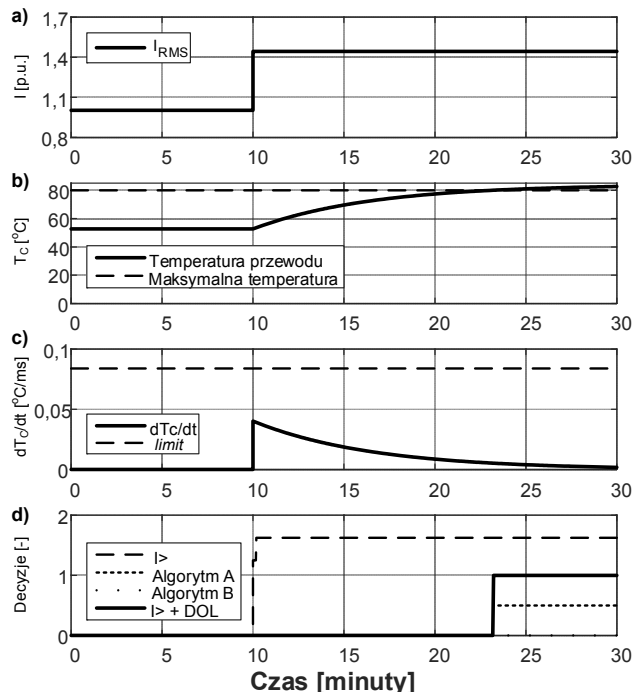 a)
I [p.u.]
1,7
1,4
1,1
0,8
I RMS
0 5 10 15 20 25 30
b)
T C [°C]
80
60
40
20
0
Temperatura przewodu
Maksymalna temperatura
0 5 10 15 20 25 30
c)
dT C/dt [°C/ms]
0,1
0,05
0
dTc/dt
limit
0 5 10 15 20 25 30
d)
Decyzje [-]
2
1
0
I>
Algorytm A
Algorytm B
I> + DOL
0 5 10 15 20 25 30
Czas [minuty]